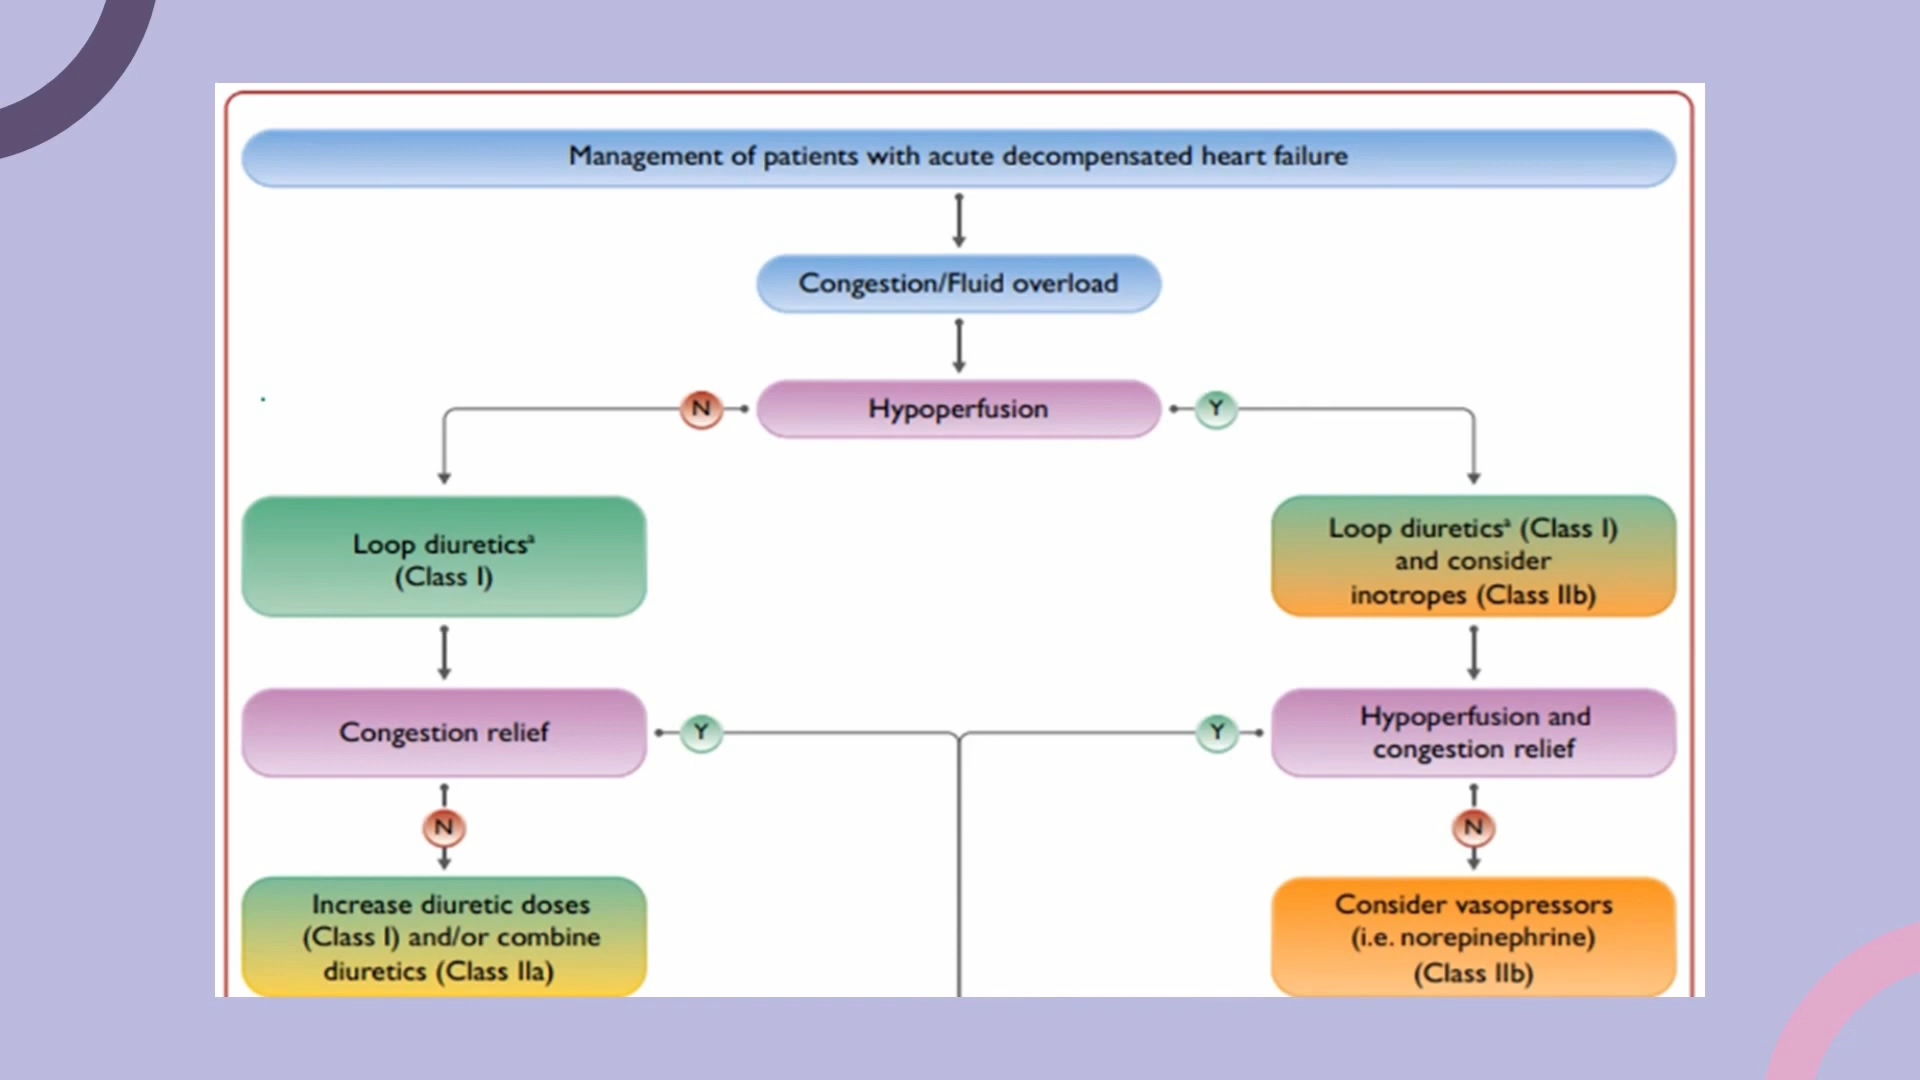 Management of patients with acute decompensated heart failure
Congestion/Fluid overload
N
Hypoperfusion
Y
Loop diureticsª
(Class I)
Loop diureticsª (Class I)
and consider
inotropes (Class IIb)
Congestion relief
Y
Y
Hypoperfusion and
congestion relief
N
N
Increase diuretic doses
(Class I) and/or combine
diuretics (Class IIa)
Consider vasopressors
(i.e. norepinephrine)
(Class IIb)